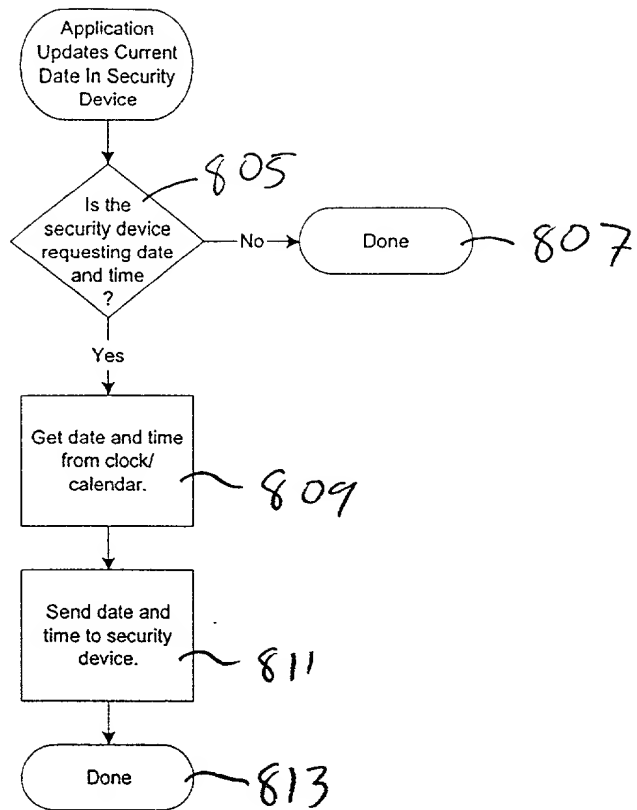 Application
Updates Current
Date In Security
Device
805
Is the
security device
requesting date
and time
?
No
Done
807
Yes
Get date and time
from clock/
calendar.
809
Send date and
time to security
device.
811
Done
813